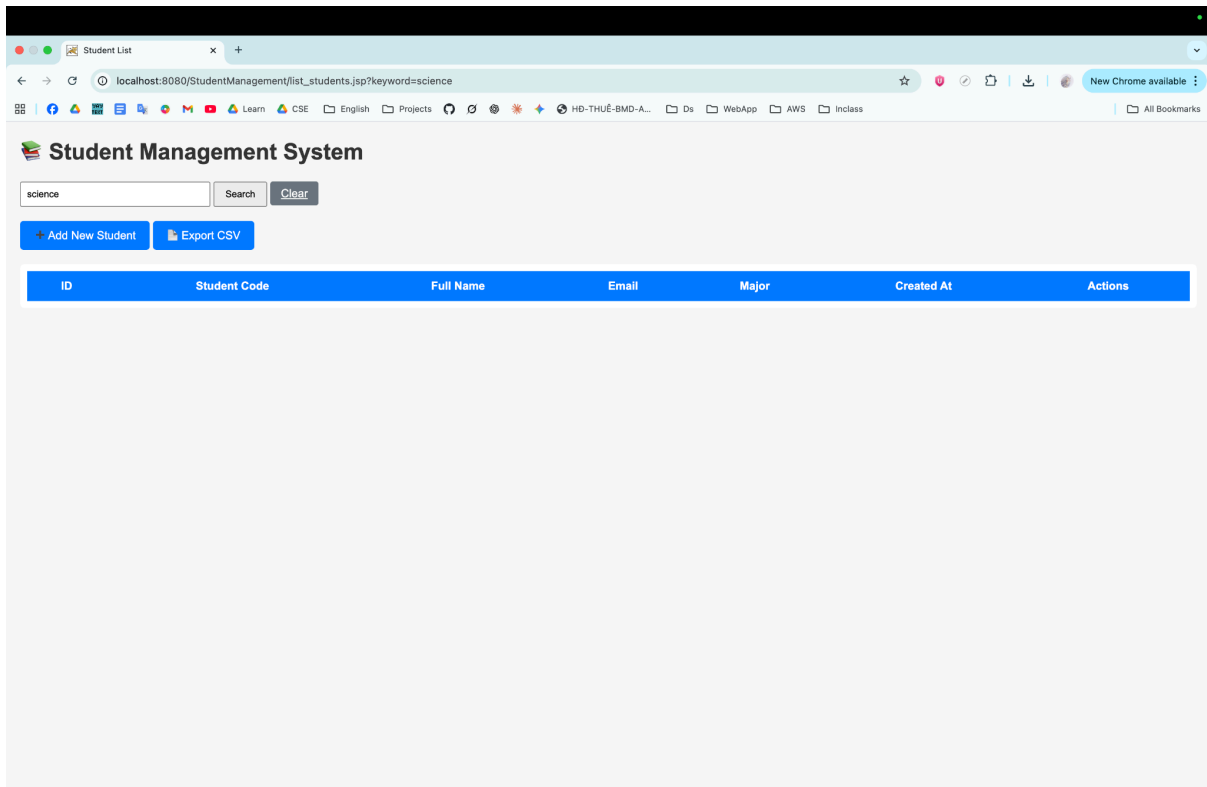 Student List
localhost:8080/StudentManagement/list_students.jsp?keyword=science
New Chrome available
Learn CSE English Projects HĐ-THUÊ-BMD-A... Ds WebApp AWS Inclass All Bookmarks
Student Management System
science Search Clear
Add New Student Export CSV
ID Student Code Full Name Email Major Created At Actions